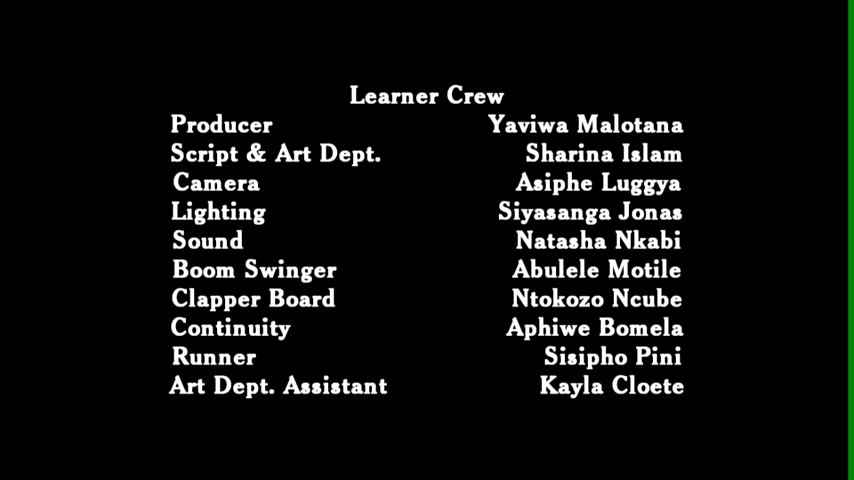 Learner Crew
Producer Yaviwa Malotana
Script & Art Dept. Sharina Islam
Camera Asiphe Luggya
Lighting Siyasanga Jonas
Sound Natasha Nkabi
Boom Swinger Abulele Motile
Clapper Board Ntokozo Ncube
Continuity Aphiwe Bomela
Runner Sisipho Pini
Art Dept. Assistant Kayla Cloete